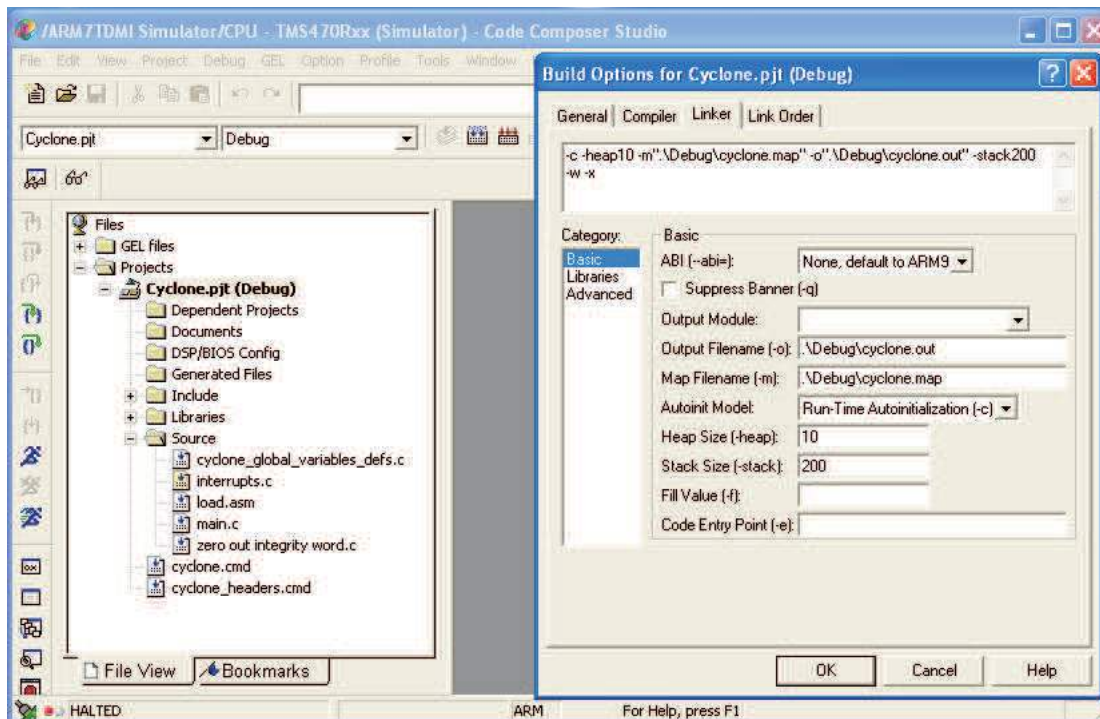 /ARM7TDMI Simulator/CPU - TMS470Rxx (Simulator) - Code Composer Studio
File Edit View Project Debug GEL Option Profile Tools Window
Cyclone.pjt
Debug
Files
GEL files
Projects
Cyclone.pjt (Debug)
Dependent Projects
Documents
DSP/BIOS Config
Generated Files
Include
Libraries
Source
cyclone_global_variables_defs.c
interrupts.c
load.asm
main.c
zero out integrity word.c
cyclone.cmd
cyclone_headers.cmd
File View
Bookmarks
HALTED
ARM
For Help, press F1
Build Options for Cyclone.pjt (Debug)
General Compiler Linker Link Order
-c -heap10 -m".\Debug\cyclone.map" -o".\Debug\cyclone.out" -stack200
-w -x
Category:
Basic
Libraries
Advanced
Basic
ABI (--abi=): None, default to ARM9
Suppress Banner (-q)
Output Module:
Output Filename (-o): .\Debug\cyclone.out
Map Filename (-m): .\Debug\cyclone.map
Autoinit Model: Run-Time Autoinitialization (-c)
Heap Size (-heap): 10
Stack Size (-stack): 200
Fill Value (-f):
Code Entry Point (-e):
OK
Cancel
Help